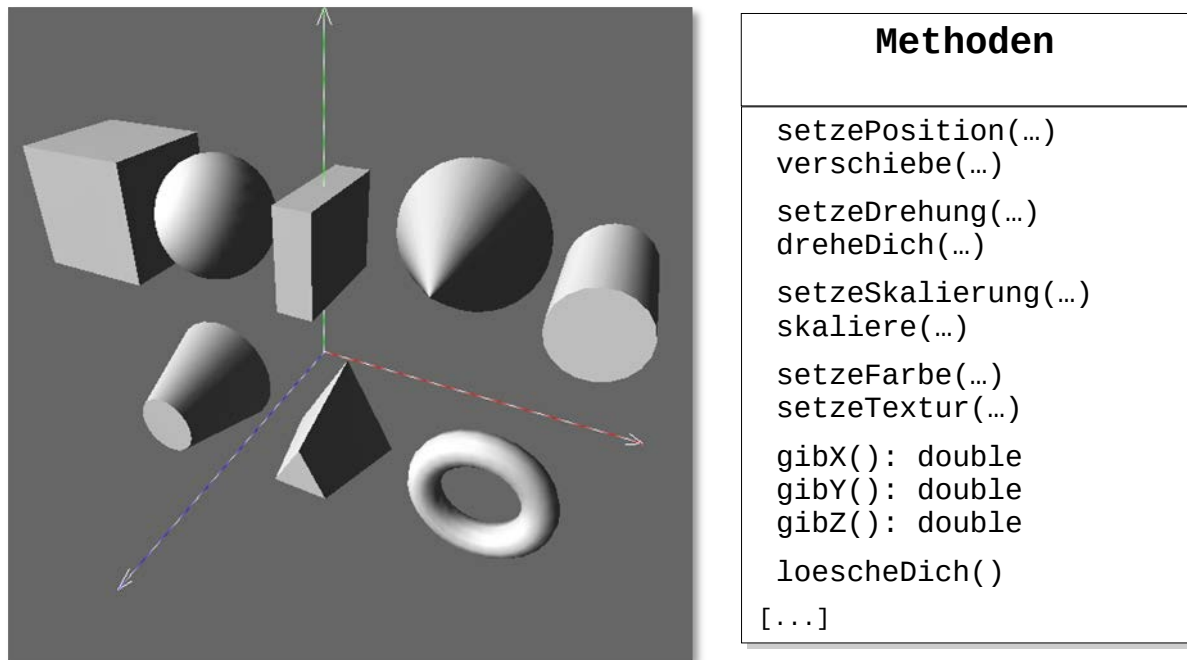 Methoden
setzePosition(…)
verschiebe(…)
setzeDrehung(…)
dreheDich(…)
setzeSkalierung(…)
skaliere(…)
setzeFarbe(…)
setzeTextur(…)
gibX(): double
gibY(): double
gibZ(): double
loescheDich()
[...]